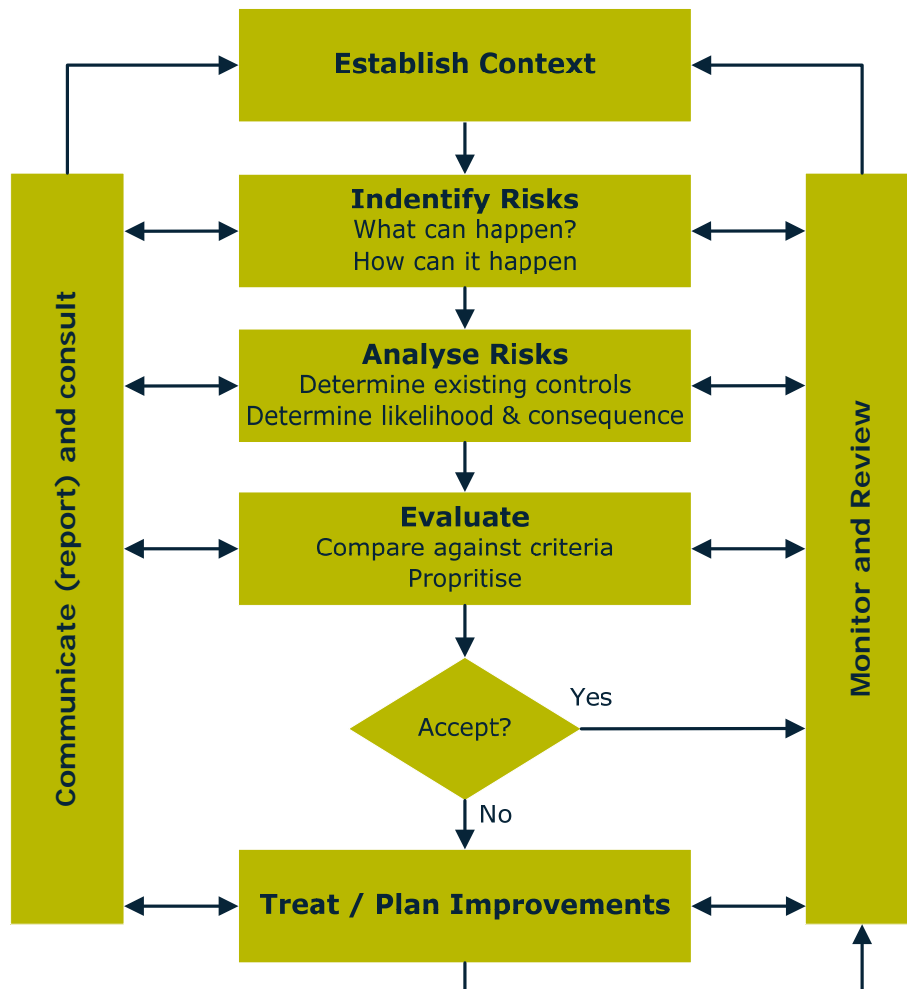 Establish Context
Indentify Risks
What can happen?
How can it happen
Analyse Risks
Determine existing controls
Determine likelihood & consequence
Evaluate
Compare against criteria
Propritise
Accept?
Yes
No
Treat / Plan Improvements
Communicate (report) and consult
Monitor and Review